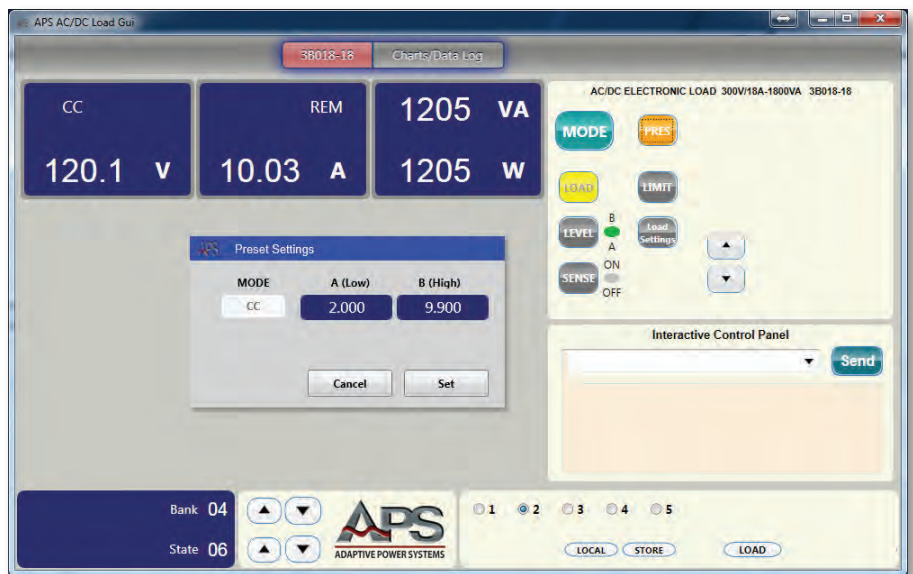 APS AC/DC Load Gui
3B018-18 Charts/Data Log
CC REM 1205 VA
120.1 V 10.03 A 1205 W
AC/DC ELECTRONIC LOAD 300V/18A-1800VA 3B018-18
MODE PRES
LOAD LIMIT
LEVEL B A Load Settings
SENSE ON OFF
APS Preset Settings
MODE A (Low) B (High)
CC 2.000 9.900
Cancel Set
Interactive Control Panel
Send
Bank 04
State 06
APS
ADAPTIVE POWER SYSTEMS
1 2 3 4 5
LOCAL STORE LOAD